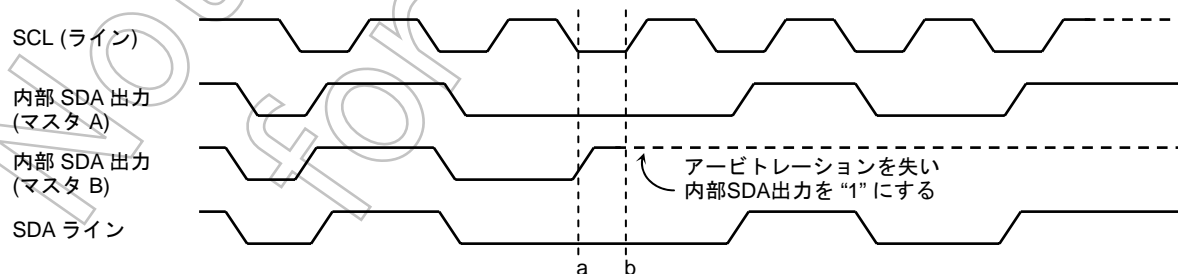 SCL (ライン)
内部 SDA 出力
(マスタ A)
内部 SDA 出力
(マスタ B)
アービトレーションを失い
内部SDA出力を “1” にする
SDA ライン
a
b